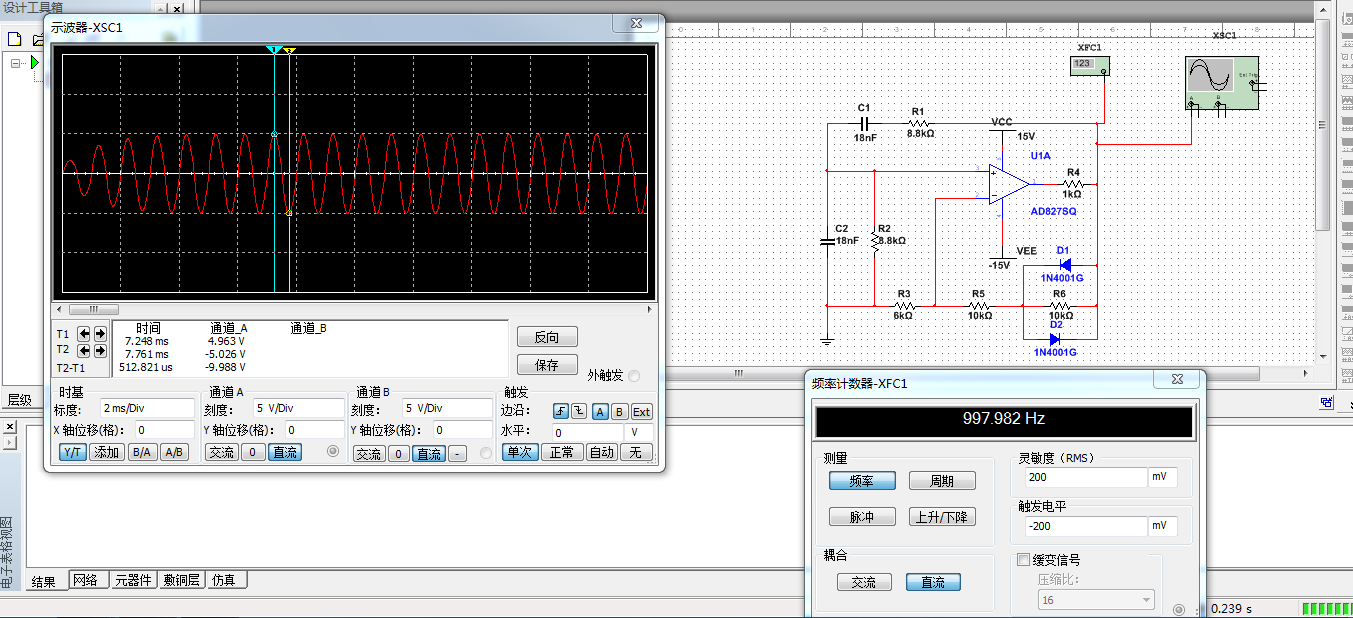 设计工具箱
示波器-XSC1
T1
T2
T2-T1
时间 通道_A 通道_B
7.248 ms 4.963 V
7.761 ms -5.026 V
512.821 us -9.988 V
反向
保存
外触发
时基
标度: 2 ms/Div
X 轴位移(格): 0
Y/T 添加 B/A A/B
通道 A
刻度: 5 V/Div
Y 轴位移(格): 0
交流 0 直流
通道 B
刻度: 5 V/Div
Y 轴位移(格): 0
交流 0 直流 -
触发
边沿: A B Ext
水平: 0 V
单次 正常 自动 无
层级
电子表格视图
结果 网络 元器件 敷铜层 仿真
XFC1
123
XSC1
Ext Trig
A
B
C1
18nF
R1
8.8kΩ
VCC
15V
U1A
AD827SQ
R4
1kΩ
C2
18nF
R2
8.8kΩ
VEE
-15V
D1
1N4001G
R3
6kΩ
R5
10kΩ
R6
10kΩ
D2
1N4001G
频率计数器-XFC1
997.982 Hz
测量
频率 周期
脉冲 上升/下降
耦合
交流 直流
灵敏度（RMS）
200 mV
触发电平
-200 mV
缓变信号
压缩比:
16
0.239 s